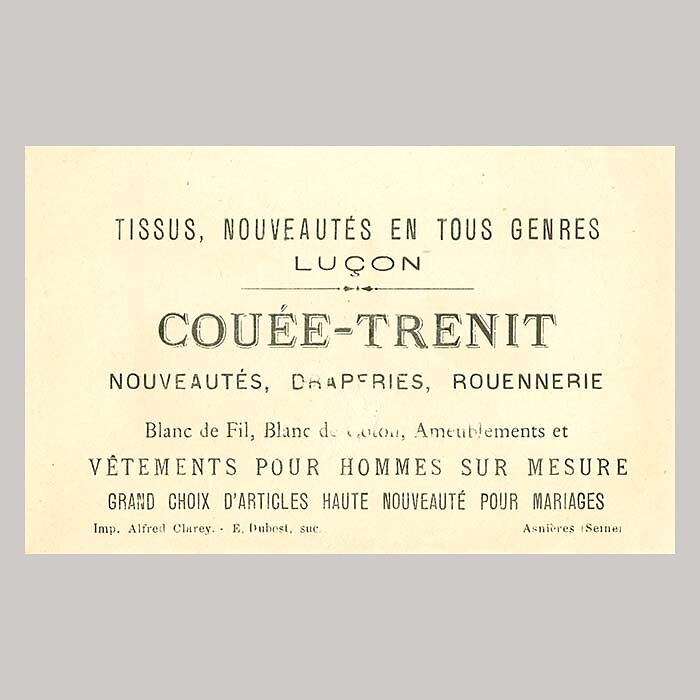 TISSUS, NOUVEAUTÉS EN TOUS GENRES
LUÇON
COUÉE-TRENIT
NOUVEAUTÉS, DRAPERIES, ROUENNERIE
Blanc de Fil, Blanc de Coton, Ameublements et
VÊTEMENTS POUR HOMMES SUR MESURE
GRAND CHOIX D'ARTICLES HAUTE NOUVEAUTÉ POUR MARIAGES
Imp. Alfred Clarey. - E. Dubost, suc. Asnières (Seine)